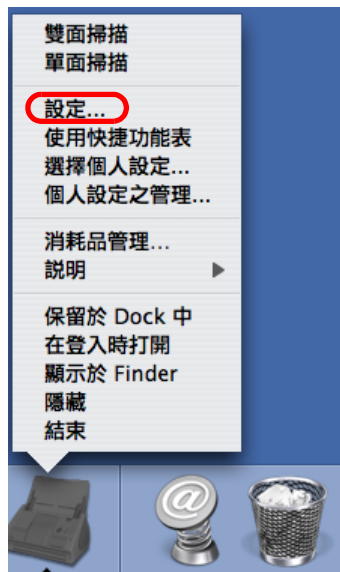 雙面掃描
單面掃描
設定...
使用快捷功能表
選擇個人設定...
個人設定之管理...
消耗品管理...
説明
保留於 Dock 中
在登入時打開
顯示於 Finder
隱藏
結束
@